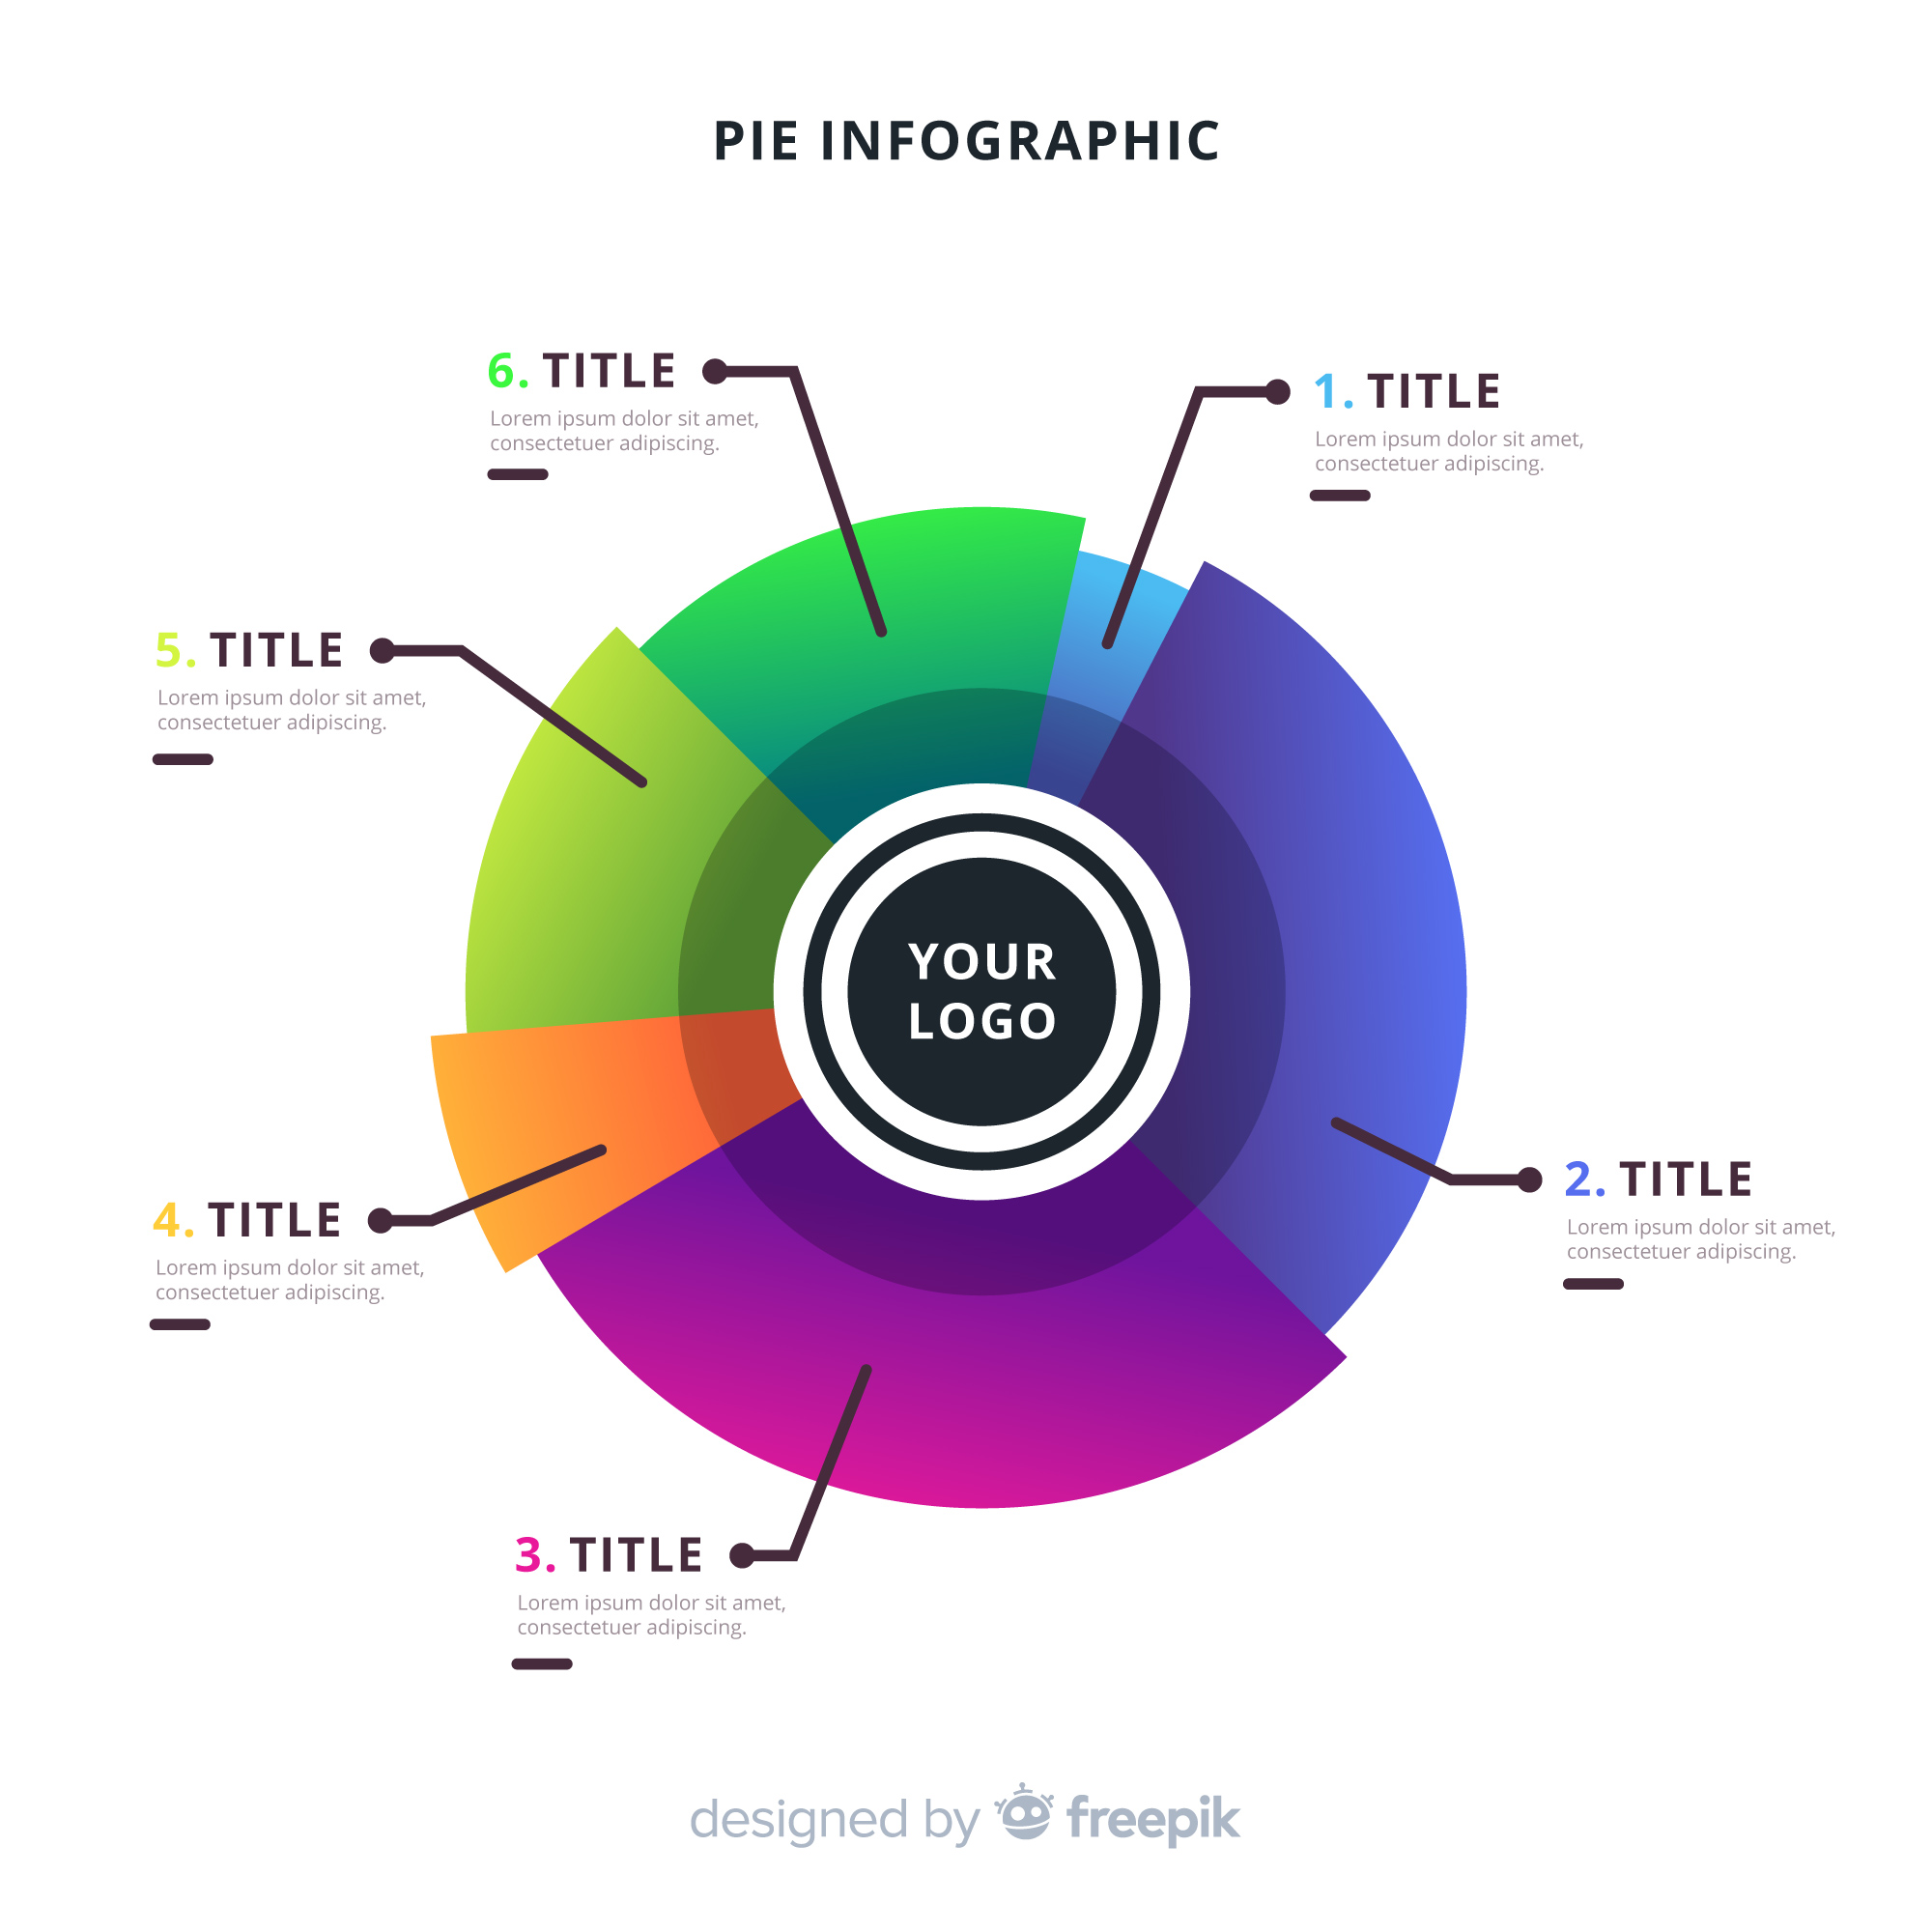 PIE INFOGRAPHIC
6. TITLE
Lorem ipsum dolor sit amet,
consectetuer adipiscing.
1. TITLE
Lorem ipsum dolor sit amet,
consectetuer adipiscing.
5. TITLE
Lorem ipsum dolor sit amet,
consectetuer adipiscing.
YOUR
LOGO
2. TITLE
Lorem ipsum dolor sit amet,
consectetuer adipiscing.
4. TITLE
Lorem ipsum dolor sit amet,
consectetuer adipiscing.
3. TITLE
Lorem ipsum dolor sit amet,
consectetuer adipiscing.
designed by freepik